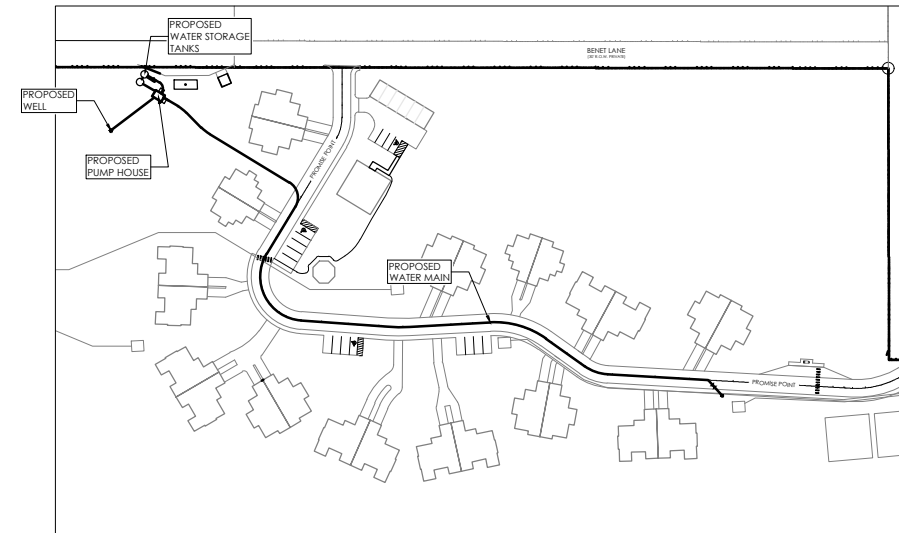 PROPOSED
WATER STORAGE
TANKS
BENET LANE
PROPOSED
WELL
PROPOSED
PUMP HOUSE
PROMISE POINT
PROPOSED
WATER MAIN
PROMISE POINT